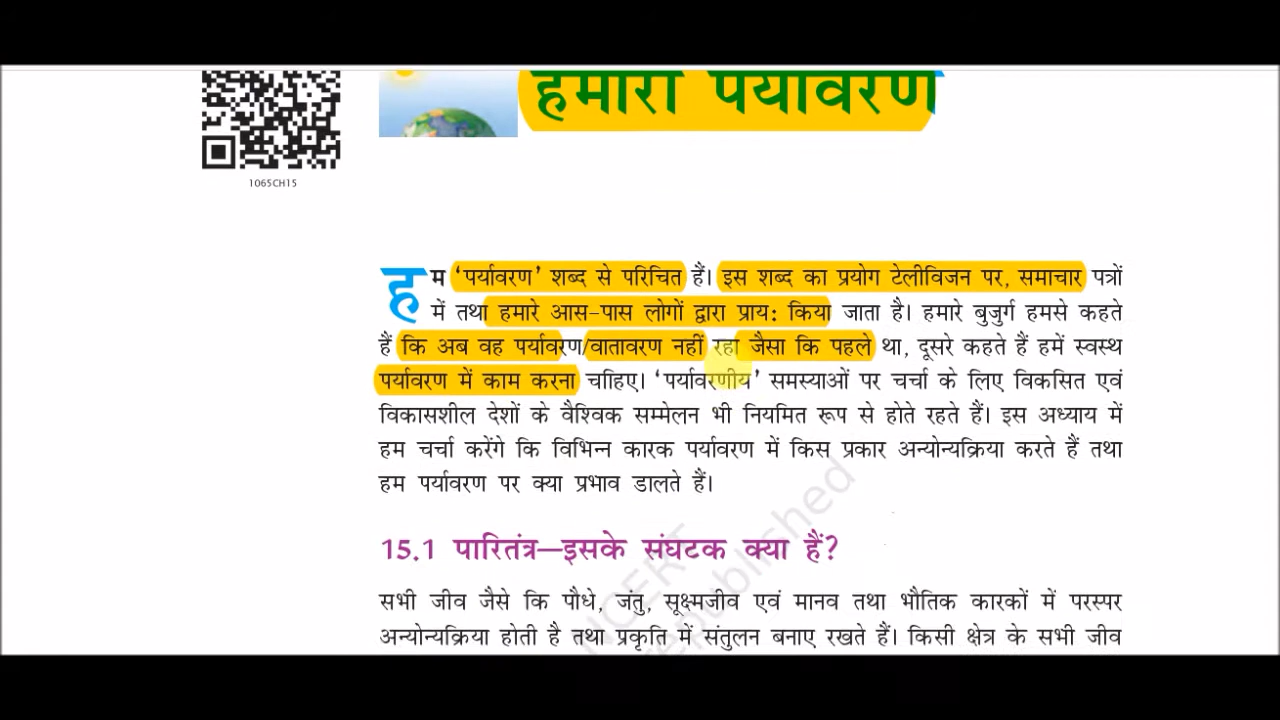 हमारा पर्यावरण
1065CH15
हम 'पर्यावरण' शब्द से परिचित हैं। इस शब्द का प्रयोग टेलीविजन पर, समाचार पत्रों
में तथा हमारे आस-पास लोगों द्वारा प्राय: किया जाता है। हमारे बुजुर्ग हमसे कहते
हैं कि अब वह पर्यावरण/वातावरण नहीं रहा जैसा कि पहले था, दूसरे कहते हैं हमें स्वस्थ
पर्यावरण में काम करना चाहिए। 'पर्यावरणीय' समस्याओं पर चर्चा के लिए विकसित एवं
विकासशील देशों के वैश्विक सम्मेलन भी नियमित रूप से होते रहते हैं। इस अध्याय में
हम चर्चा करेंगे कि विभिन्न कारक पर्यावरण में किस प्रकार अन्योन्यक्रिया करते हैं तथा
हम पर्यावरण पर क्या प्रभाव डालते हैं।
15.1 पारितंत्र—इसके संघटक क्या हैं?
सभी जीव जैसे कि पौधे, जंतु, सूक्ष्मजीव एवं मानव तथा भौतिक कारकों में परस्पर
अन्योन्यक्रिया होती है तथा प्रकृति में संतुलन बनाए रखते हैं। किसी क्षेत्र के सभी जीव
NCERT
republished